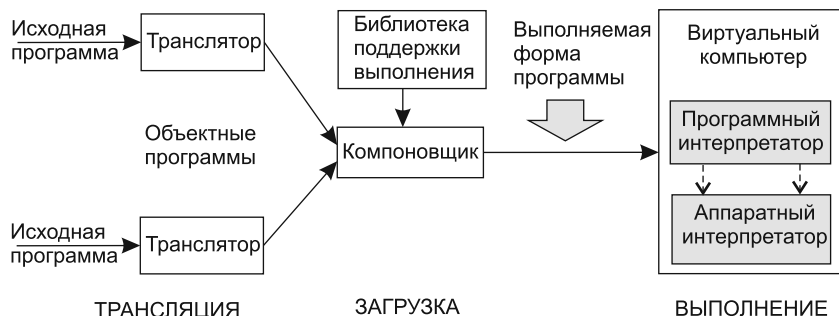 Исходная
программа
Транслятор
Библиотека
поддержки
выполнения
Выполняемая
форма
программы
Виртуальный
компьютер
Объектные
программы
Компоновщик
Программный
интерпретатор
Аппаратный
интерпретатор
Исходная
программа
Транслятор
ТРАНСЛЯЦИЯ
ЗАГРУЗКА
ВЫПОЛНЕНИЕ